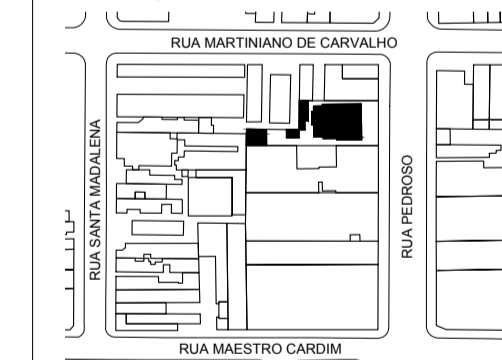 RUA MARTINIANO DE CARVALHO
RUA SANTA MADALENA
RUA PEDROSO
RUA MAESTRO CARDIM